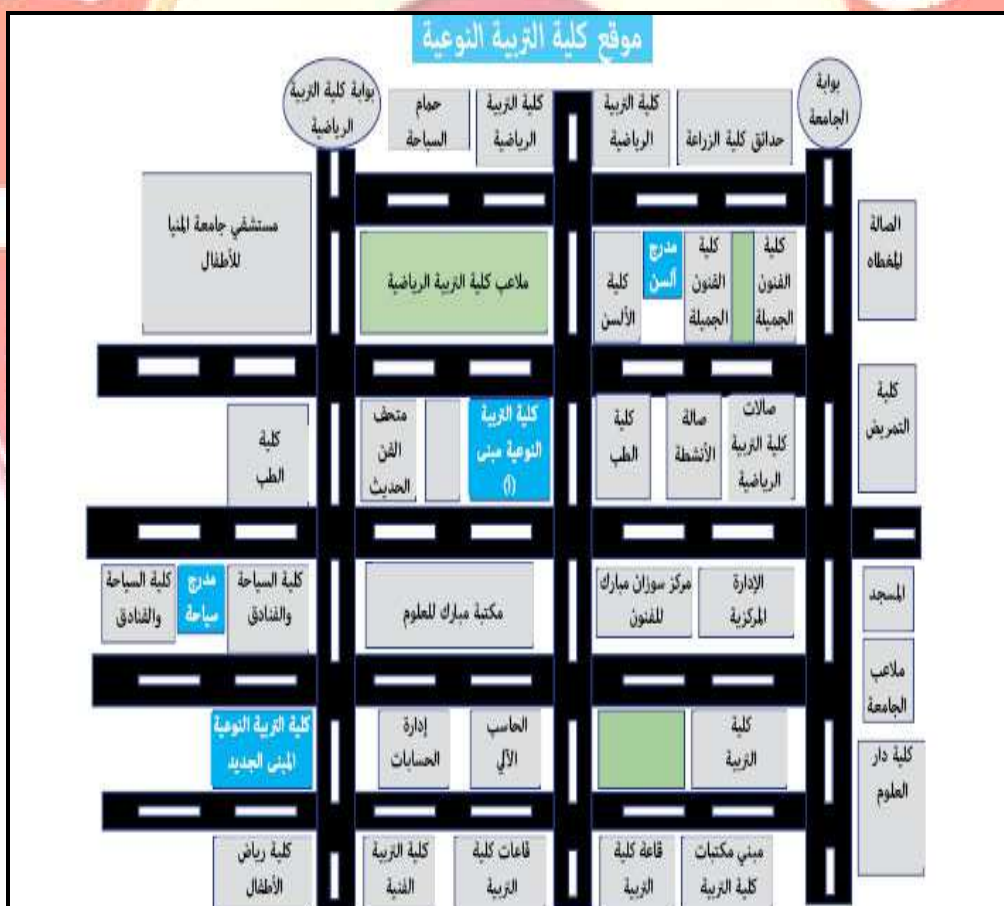 موقع كلية التربية النوعية
بوابة
الجامعة
حدائق كلية الزراعة
كلية التربية
الرياضية
كلية التربية
الرياضية
حمام
السباحة
بوابة كلية التربية
الرياضية
الصالة
المغطاه
كلية
الفنون
الجميلة
كلية
الفنون
الجميلة
مدرج
ألسن
كلية
الألسن
ملاعب كلية التربية الرياضية
مستشفي جامعة المنيا
للأطفال
كلية
التمريض
صالات
كلية التربية
الرياضية
صالة
الأنشطة
كلية
الطب
كلية التربية
النوعية مبنى
(أ)
متحف
الفن
الحديث
كلية
الطب
المسجد
الإدارة
المركزية
مركز سوزان مبارك
للفنون
مكتبة مبارك للعلوم
كلية السياحة
والفنادق
مدرج
سياحة
كلية السياحة
والفنادق
ملاعب
الجامعة
كلية
التربية
الحاسب
الآلي
إدارة
الحسابات
كلية التربية النوعية
المبنى الجديد
كلية دار
العلوم
مبني مكتبات
كلية التربية
قاعة كلية
التربية
قاعات كلية
التربية
كلية التربية
الفنية
كلية رياض
الأطفال